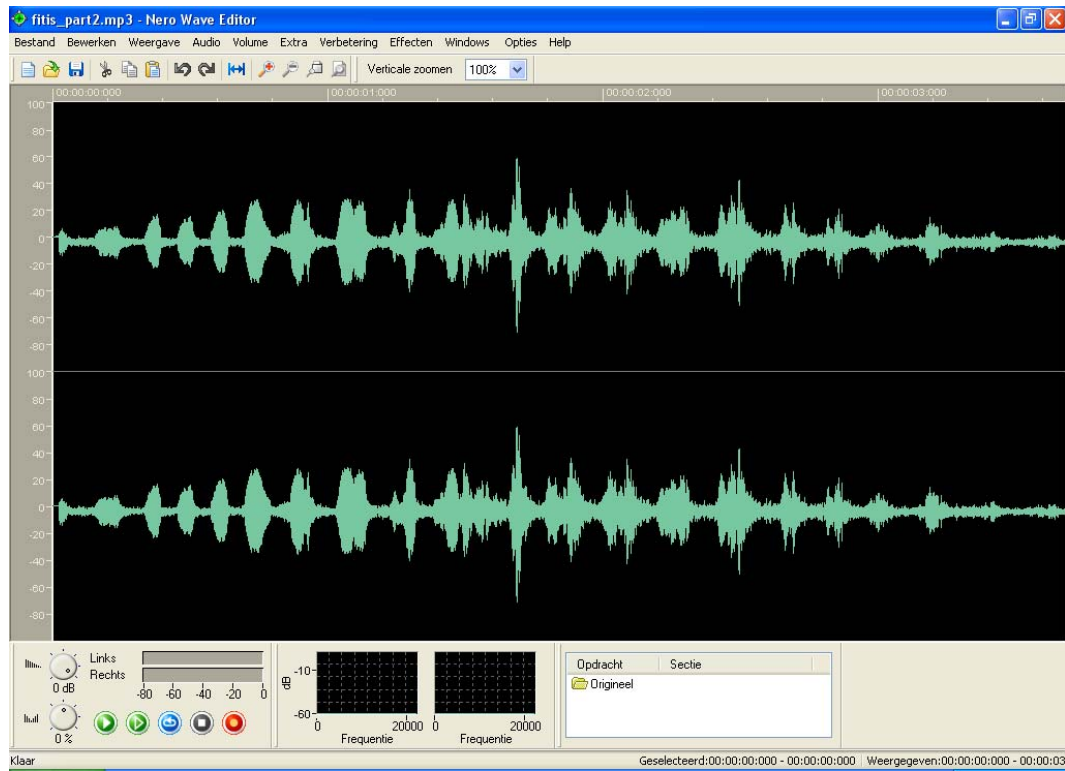 fitis_part2.mp3 - Nero Wave Editor
Bestand Bewerken Weergave Audio Volume Extra Verbetering Effecten Windows Opties Help
Verticale zoomen 100%
00:00:00:000 00:00:01:000 00:00:02:000 00:00:03:000
100
80
60
40
20
0
-20
-40
-60
-80
100
80
60
40
20
0
-20
-40
-60
-80
Links
Rechts
0 dB
-80 -60 -40 -20 0
0 %
dB
-10
-60
0 20000
Frequentie
0 20000
Frequentie
Opdracht Sectie
Origineel
Klaar
Geselecteerd:00:00:00:000 - 00:00:00:000 Weergegeven:00:00:00:000 - 00:00:03